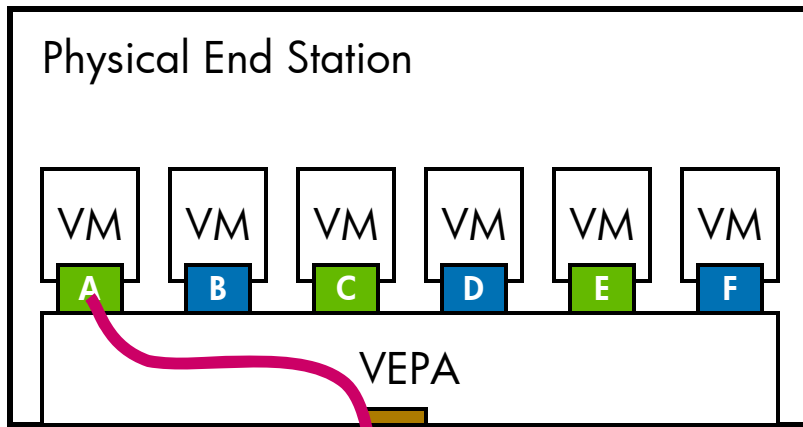 Physical End Station
VM VM VM VM VM VM
A B C D E F
VEPA